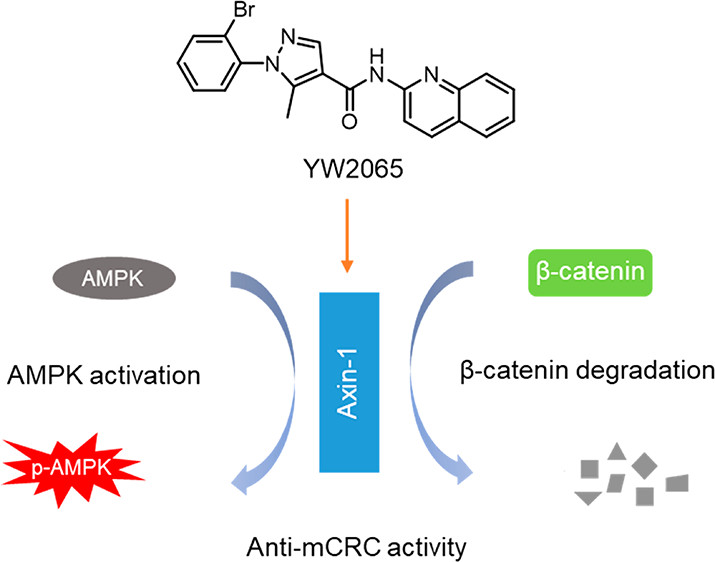 Br
N
N
H
N
O
N
YW2065
AMPK
β-catenin
Axin-1
AMPK activation
β-catenin degradation
p-AMPK
Anti-mCRC activity